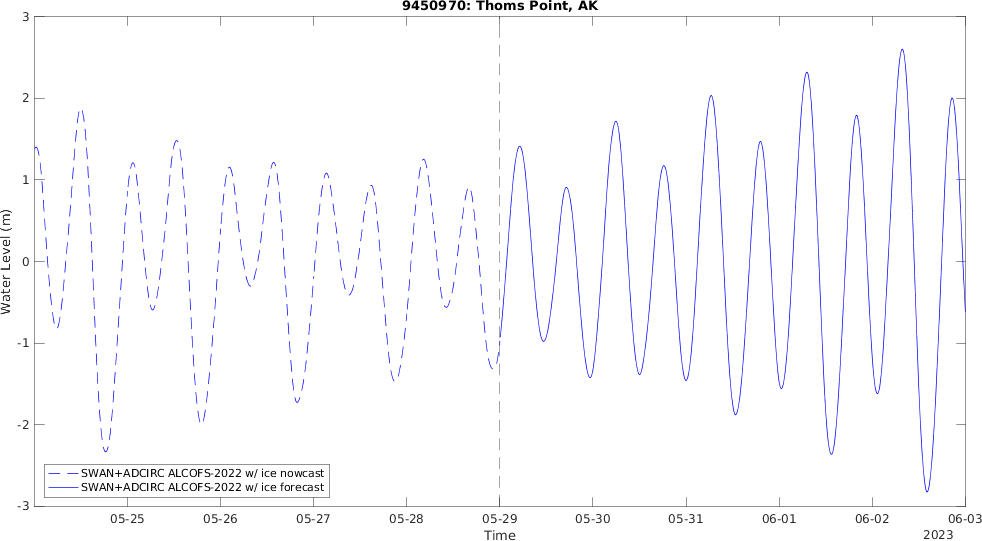 9450970: Thoms Point, AK
3
2
1
0
-1
-2
-3
Water Level (m)
SWAN+ADCIRC ALCOFS-2022 w/ ice nowcast
SWAN+ADCIRC ALCOFS-2022 w/ ice forecast
05-25 05-26 05-27 05-28 05-29 05-30 05-31 06-01 06-02 06-03
Time
2023